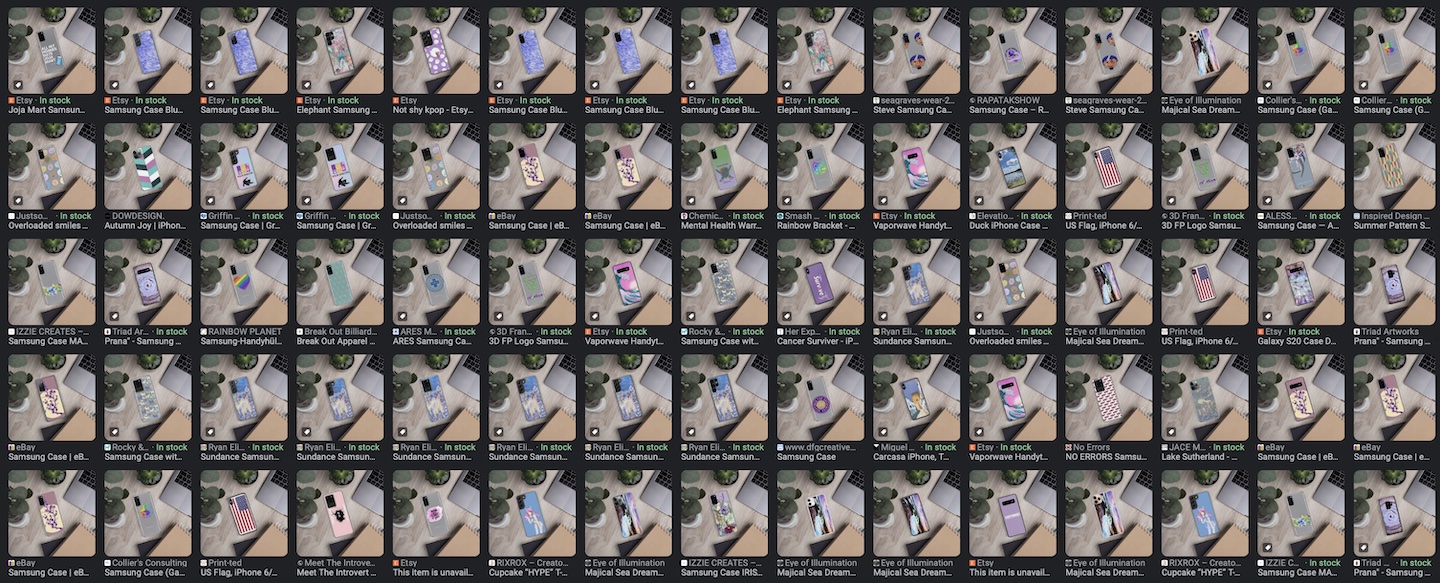 Etsy · In stock
Joja Mart Samsun...
Etsy · In stock
Samsung Case Blu...
Etsy · In stock
Samsung Case Blu...
Etsy · In stock
Elephant Samsung ...
Etsy
Not shy kpop - Etsy...
Etsy · In stock
Samsung Case Blu...
Etsy · In stock
Samsung Case Blu...
Etsy · In stock
Samsung Case Blu...
Etsy · In stock
Elephant Samsung ...
seagraves-wear-2...
Steve Samsung Ca...
RAPATAKSHOW
Samsung Case – R...
seagraves-wear-2...
Steve Samsung Ca...
Eye of Illumination
Majical Sea Dream...
Collier's... · In stock
Samsung Case (Ga...
Collier... · In stock
Samsung Case (G...
Justso... · In stock
Overloaded smiles ...
DOWDESIGN.
Autumn Joy | iPhon...
Griffin ... · In stock
Samsung Case | Gr...
Griffin ... · In stock
Samsung Case | Gr...
Justso... · In stock
Overloaded smiles ...
eBay
Samsung Case | eB...
eBay
Samsung Case | eB...
Chemic... · In stock
Mental Health Warr...
Smash ... · In stock
Rainbow Bracket - ...
Etsy · In stock
Vaporwave Handyt...
Elevatio... · In stock
Duck iPhone Case ...
Print-ted
US Flag, iPhone 6/...
3D Fran... · In stock
3D FP Logo Samsu...
ALESS... · In stock
Samsung Case — A...
Inspired Design ...
Summer Pattern S...
IZZIE CREATES –...
Samsung Case MA...
Triad Ar... · In stock
Prana" - Samsung ...
RAINBOW PLANET
Samsung-Handyhül...
Break Out Billiard...
Break Out Apparel ...
ARES M... · In stock
ARES Samsung Ca...
3D Fran... · In stock
3D FP Logo Samsu...
Etsy · In stock
Vaporwave Handyt...
Rocky &... · In stock
Samsung Case wit...
Her Exp... · In stock
Cancer Surviver - iP...
Ryan Eli... · In stock
Sundance Samsun...
Justso... · In stock
Overloaded smiles ...
Eye of Illumination
Majical Sea Dream...
Print-ted
US Flag, iPhone 6/...
Etsy · In stock
Galaxy S20 Case D...
Triad Artworks
Prana" - Samsung ...
eBay
Samsung Case | eB...
Rocky &... · In stock
Samsung Case wit...
Ryan Eli... · In stock
Sundance Samsun...
Ryan Eli... · In stock
Sundance Samsun...
Ryan Eli... · In stock
Sundance Samsun...
Ryan Eli... · In stock
Sundance Samsun...
Ryan Eli... · In stock
Sundance Samsun...
Ryan Eli... · In stock
Sundance Samsun...
www.dfqcreative...
Samsung Case
Miguel ... · In stock
Carcasa iPhone, T...
Etsy · In stock
Vaporwave Handyt...
No Errors
NO ERRORS Samsu...
JACE M... · In stock
Lake Sutherland - ...
eBay
Samsung Case | eB...
eBay
Samsung Case | e...
eBay
Samsung Case | eB...
Collier's Consulting
Samsung Case (Ga...
Print-ted
US Flag, iPhone 6/...
Meet The Introve...
Meet The Introvert ...
Etsy
This item is unavail...
RIXROX – Creato...
Cupcake "HYPE" T-...
Eye of Illumination
Majical Sea Dream...
IZZIE CREATES –...
Samsung Case IRIS...
Eye of Illumination
Majical Sea Dream...
Eye of Illumination
Majical Sea Dream...
Etsy
This item is unavail...
Eye of Illumination
Majical Sea Dream...
RIXROX – Creato...
Cupcake "HYPE" T-...
IZZIE C... · In stock
Samsung Case MA...
Triad ... · In stock
Prana" - Samsung ...